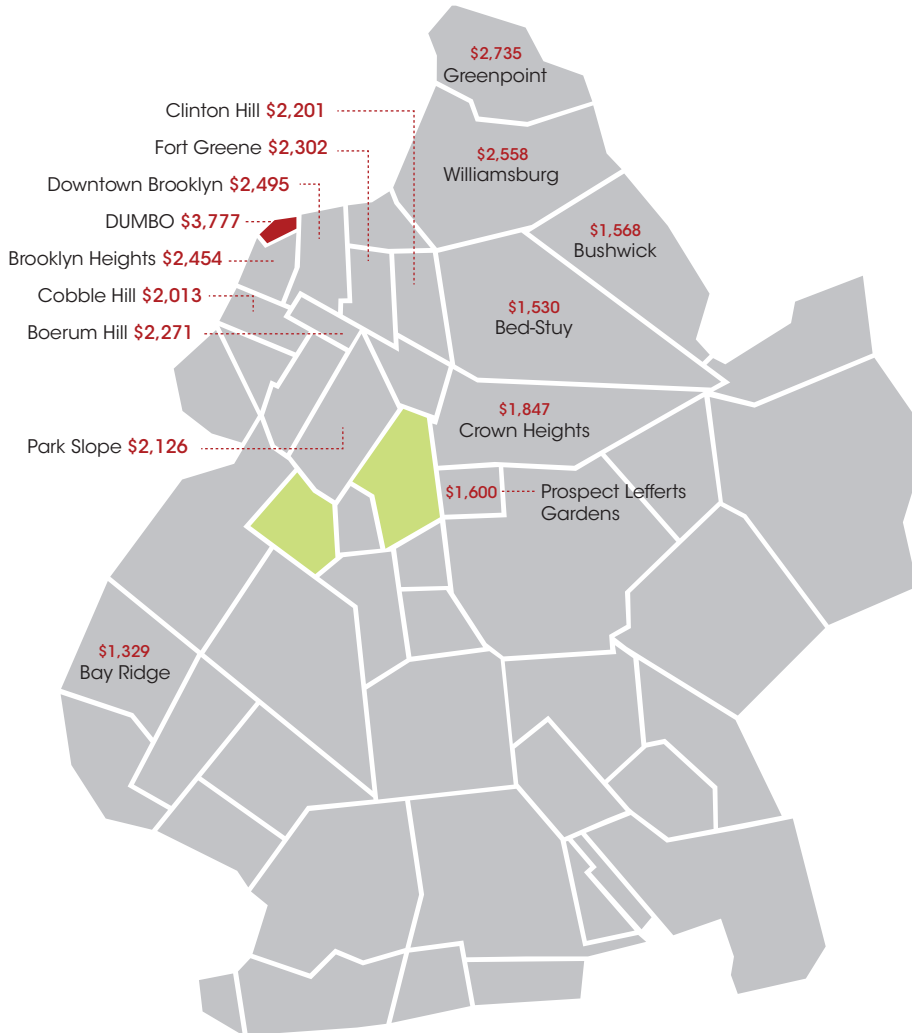 $2,735
Greenpoint
Clinton Hill $2,201
Fort Greene $2,302
$2,558
Williamsburg
Downtown Brooklyn $2,495
DUMBO $3,777
$1,568
Bushwick
Brooklyn Heights $2,454
Cobble Hill $2,013
$1,530
Bed-Stuy
Boerum Hill $2,271
$1,847
Crown Heights
Park Slope $2,126
$1,600 Prospect Lefferts
Gardens
$1,329
Bay Ridge